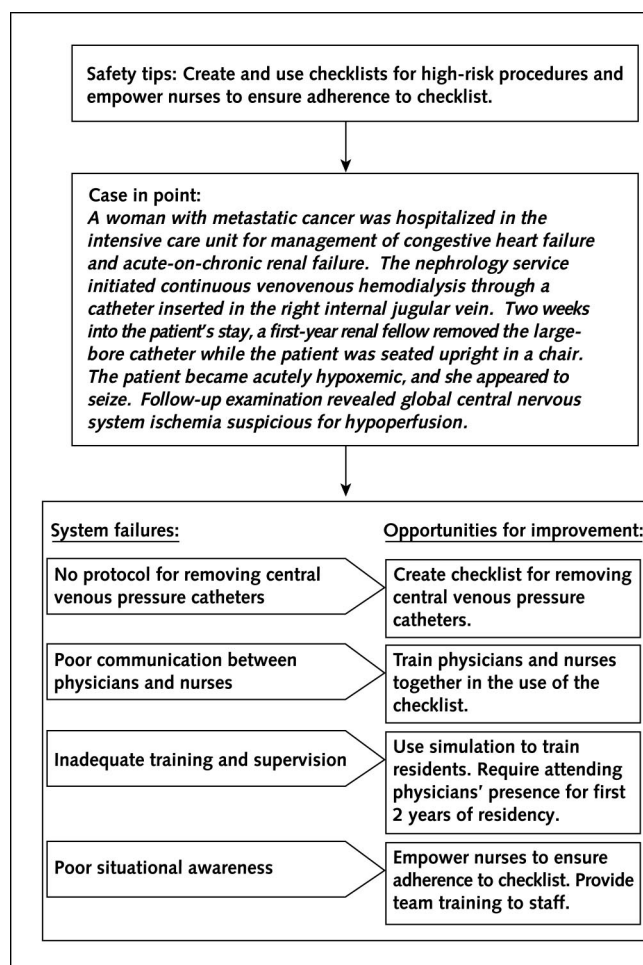 Safety tips: Create and use checklists for high-risk procedures and
empower nurses to ensure adherence to checklist.
Case in point:
A woman with metastatic cancer was hospitalized in the
intensive care unit for management of congestive heart failure
and acute-on-chronic renal failure. The nephrology service
initiated continuous venovenous hemodialysis through a
catheter inserted in the right internal jugular vein. Two weeks
into the patient's stay, a first-year renal fellow removed the large-
bore catheter while the patient was seated upright in a chair.
The patient became acutely hypoxemic, and she appeared to
seize. Follow-up examination revealed global central nervous
system ischemia suspicious for hypoperfusion.
System failures:
Opportunities for improvement:
No protocol for removing central
venous pressure catheters
Create checklist for removing
central venous pressure
catheters.
Poor communication between
physicians and nurses
Train physicians and nurses
together in the use of the
checklist.
Inadequate training and supervision
Use simulation to train
residents. Require attending
physicians' presence for first
2 years of residency.
Poor situational awareness
Empower nurses to ensure
adherence to checklist. Provide
team training to staff.